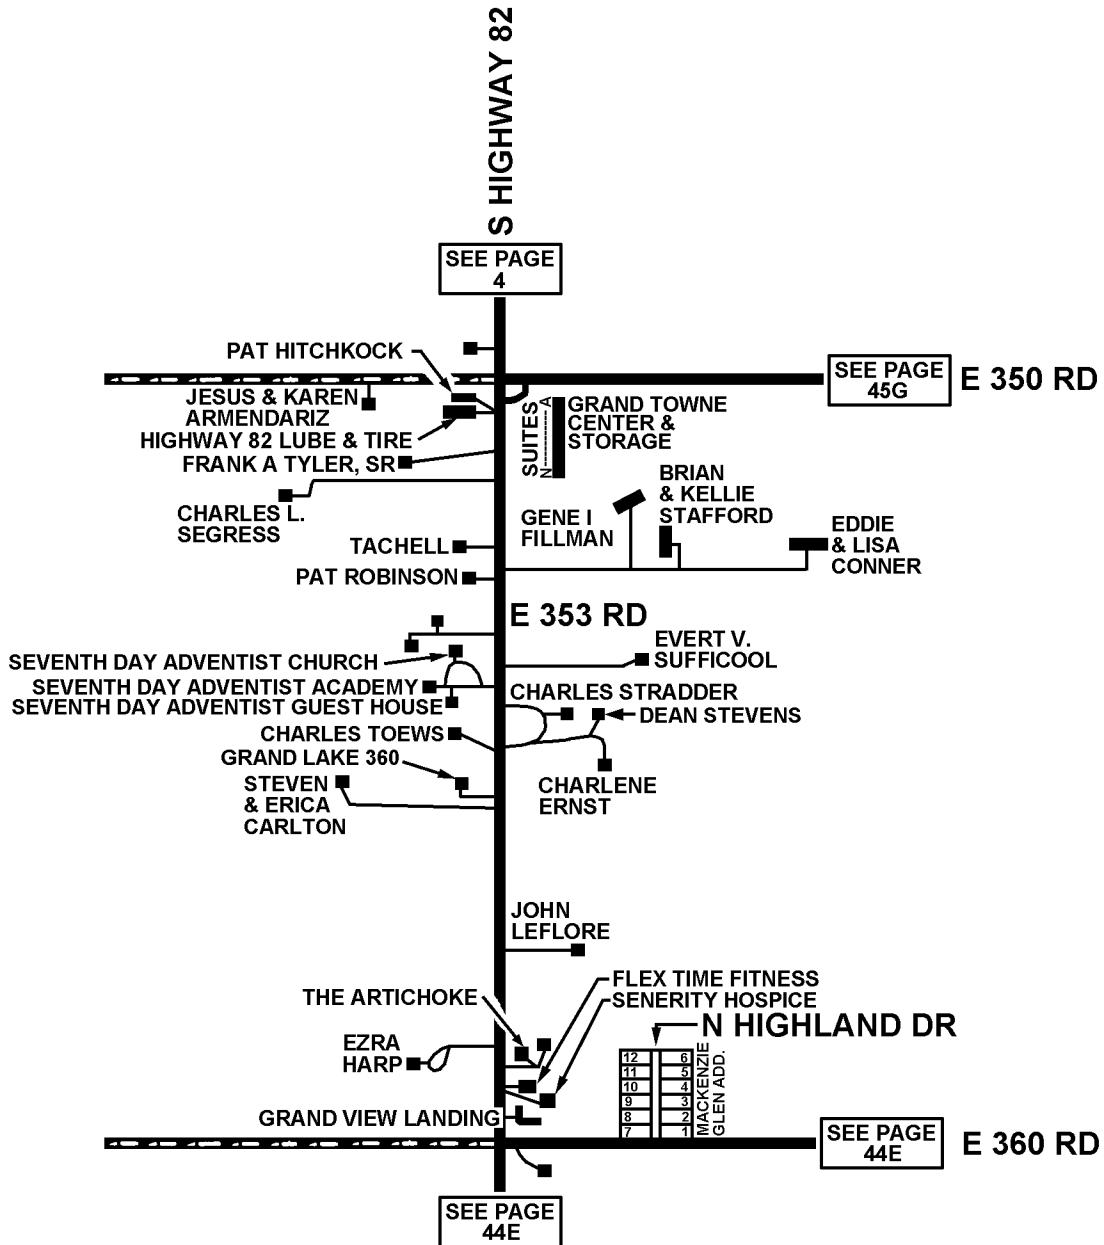 S HIGHWAY 82
SEE PAGE
4
PAT HITCHKOCK
SEE PAGE
45G
E 350 RD
JESUS & KAREN
ARMENDARIZ
HIGHWAY 82 LUBE & TIRE
FRANK A TYLER, SR
SUITES
A
N
GRAND TOWNE
CENTER &
STORAGE
CHARLES L.
SEGRESS
BRIAN
& KELLIE
STAFFORD
GENE I
FILLMAN
EDDIE
& LISA
CONNER
TACHELL
PAT ROBINSON
E 353 RD
EVERT V.
SUFFICOOL
SEVENTH DAY ADVENTIST CHURCH
SEVENTH DAY ADVENTIST ACADEMY
SEVENTH DAY ADVENTIST GUEST HOUSE
CHARLES STRADDER
DEAN STEVENS
CHARLES TOEWS
GRAND LAKE 360
STEVEN
& ERICA
CARLTON
CHARLENE
ERNST
JOHN
LEFLORE
FLEX TIME FITNESS
SENERITY HOSPICE
THE ARTICHOKE
N HIGHLAND DR
EZRA
HARP
12 6
11 5
10 4
9 3
8 2
7 1
MACKENZIE
GLEN ADD.
GRAND VIEW LANDING
SEE PAGE
44E
E 360 RD
SEE PAGE
44E